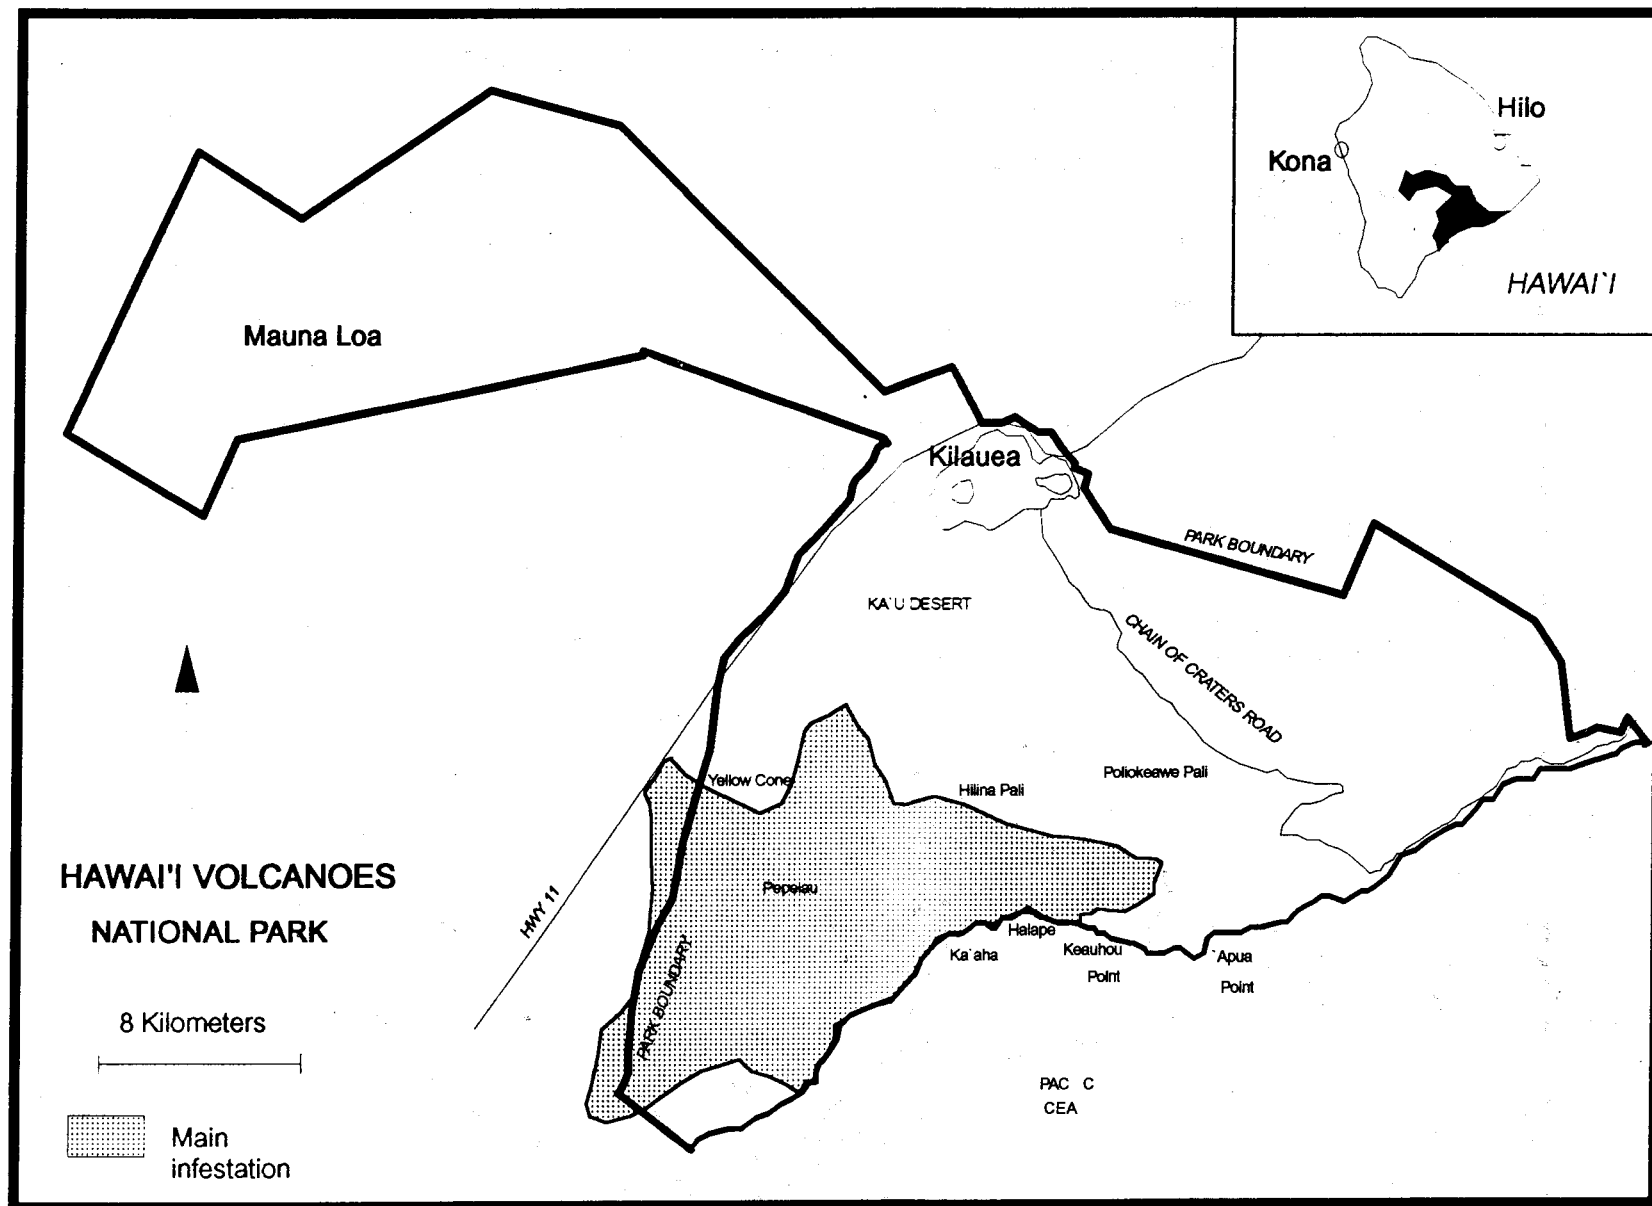 Hilo
Kona
HAWAI`I
Mauna Loa
Kilauea
PARK BOUNDARY
KA`U DESERT
CHAIN OF CRATERS ROAD
Poliokeawe Pali
Yellow Cone
Hilina Pali
HAWAI'I VOLCANOES
NATIONAL PARK
HWY 11
Pepeiau
PARK BOUNDARY
Halape
Ka`aha
Keauhou
Point
`Apua
Point
8 Kilometers
PAC C
CEA
Main
infestation